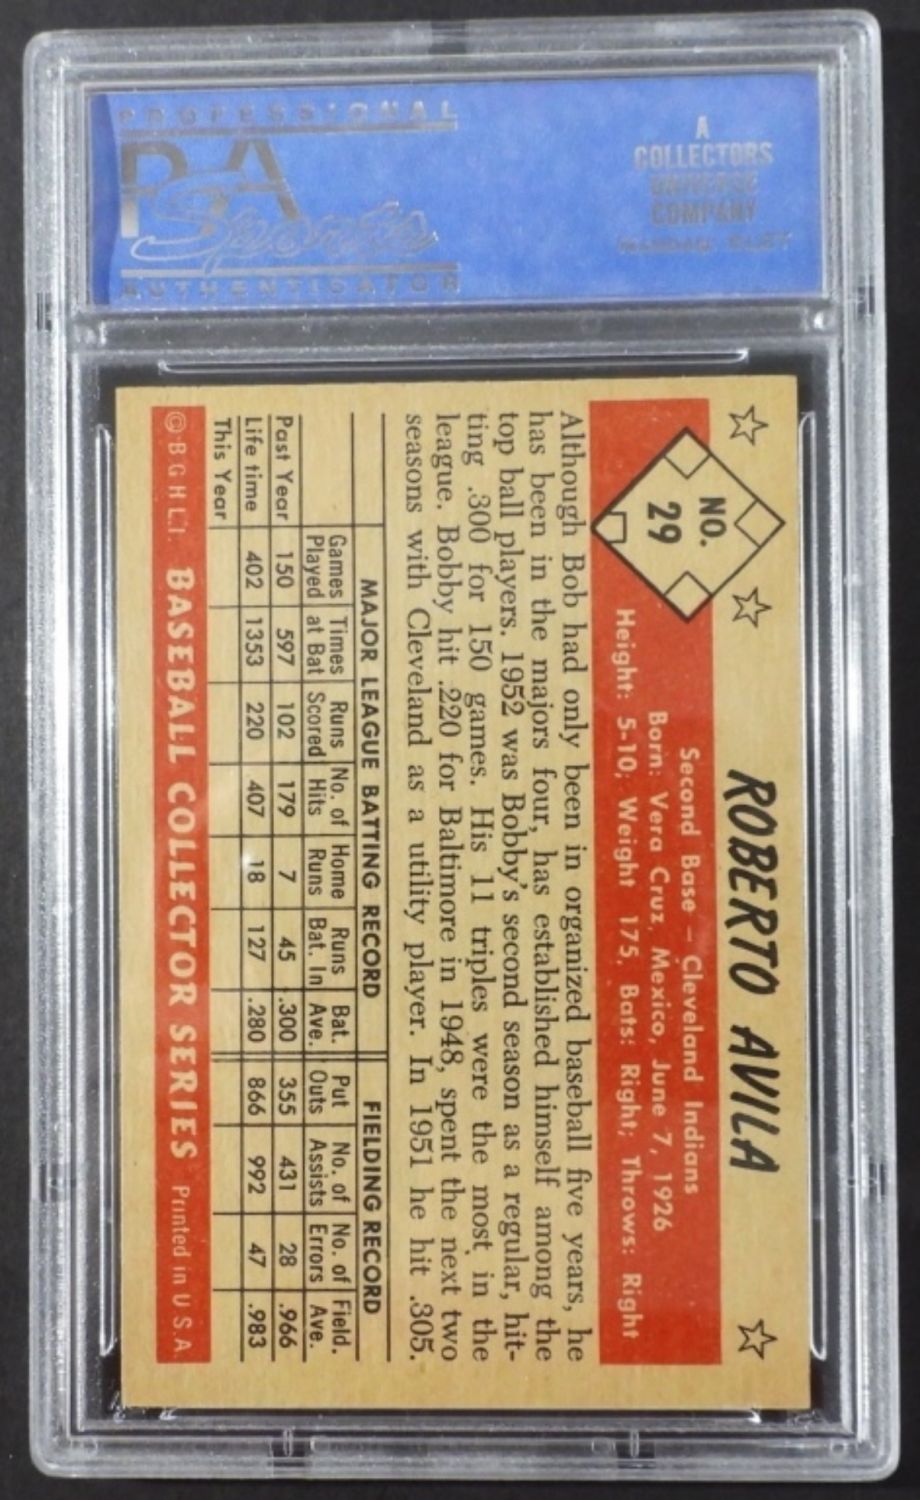 PROFESSIONAL
PSA
Sports
AUTHENTICATOR
A
COLLECTORS
UNIVERSE
COMPANY
ROBERTO AVILA
NO.
29
Second Base – Cleveland Indians
Born: Vera Cruz, Mexico, June 7, 1926
Height: 5-10; Weight 175, Bats: Right; Throws: Right
Although Bob had only been in organized baseball five years, he
has been in the majors four, has established himself among the
top ball players. 1952 was Bobby's second season as a regular, hit-
ting .300 for 150 games. His 11 triples were the most in the
league. Bobby hit .220 for Baltimore in 1948, spent the next two
seasons with Cleveland as a utility player. In 1951 he hit .305.
MAJOR LEAGUE BATTING RECORD FIELDING RECORD
Games Times Runs No. of Home Runs Bat. Put No. of No. of Field.
Played at Bat Scored Hits Runs Bat. In Ave. Outs Assists Errors Ave.
Past Year 150 597 102 179 7 45 .300 355 431 28 .966
Life time 402 1353 220 407 18 127 .280 866 992 47 .983
This Year
© B G H L I. BASEBALL COLLECTOR SERIES Printed in U S A